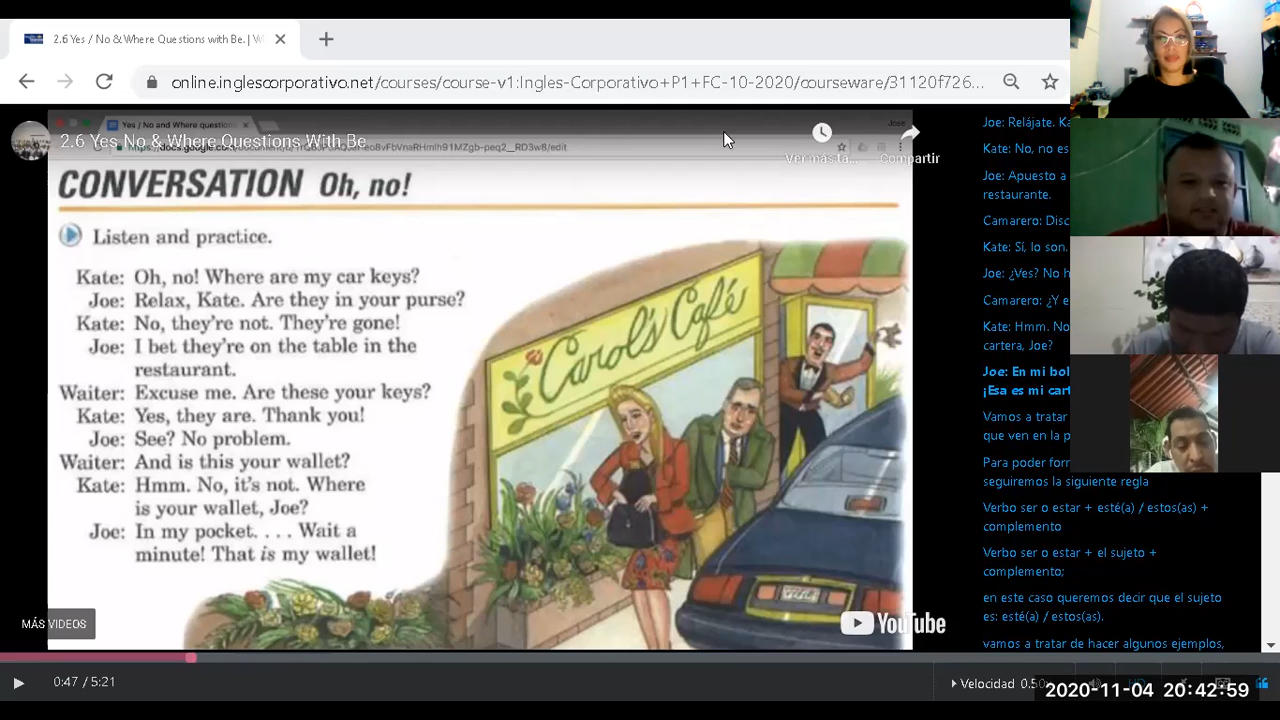 2.6 Yes / No & Where Questions with Be. | V
online.inglescorporativo.net/courses/course-v1:Ingles-Corporativo+P1+FC-10-2020/courseware/31120f726...
Yes / No and Where question
2.6 Yes No & Where Questions With Be
Ver más ta...
Compartir
CONVERSATION Oh, no!
Listen and practice.
Kate: Oh, no! Where are my car keys?
Joe: Relax, Kate. Are they in your purse?
Kate: No, they're not. They're gone!
Joe: I bet they're on the table in the
restaurant.
Waiter: Excuse me. Are these your keys?
Kate: Yes, they are. Thank you!
Joe: See? No problem.
Waiter: And is this your wallet?
Kate: Hmm. No, it's not. Where
is your wallet, Joe?
Joe: In my pocket. . . . Wait a
minute! That is my wallet!
Carol's Café
MÁS VIDEOS
YouTube
0:47 / 5:21
Velocidad 0.50x
HD
Joe: Relájate. Ka
Kate: No, no es
Joe: Apuesto a
restaurante.
Camarero: Disc
Kate: Sí, lo son.
Joe: ¿Ves? No h
Camarero: ¿Y e
Kate: Hmm. No
cartera, Joe?
Joe: En mi bol
¡Esa es mi cart
Vamos a tratar
que ven en la p
Para poder for
seguiremos la siguiente regla
Verbo ser o estar + esté(a) / estos(as) +
complemento
Verbo ser o estar + el sujeto +
complemento;
en este caso queremos decir que el sujeto
es: esté(a) / estos(as).
vamos a tratar de hacer algunos ejemplos,
2020-11-04 20:42:59